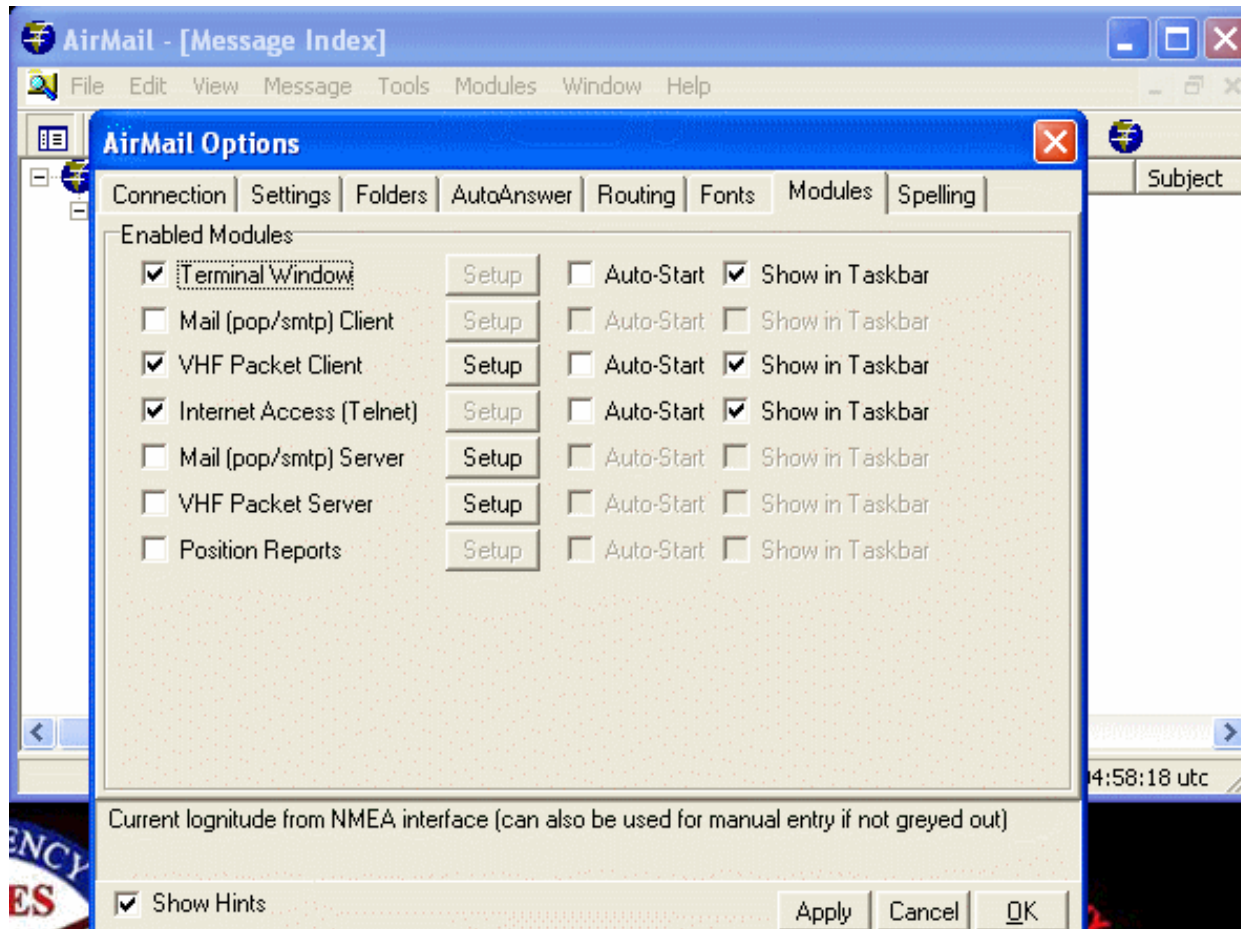 AirMail - [Message Index]
File Edit View Message Tools Modules Window Help
AirMail Options
Subject
Connection Settings Folders AutoAnswer Routing Fonts Modules Spelling
Enabled Modules
Terminal Window Setup Auto-Start Show in Taskbar
Mail (pop/smtp) Client Setup Auto-Start Show in Taskbar
VHF Packet Client Setup Auto-Start Show in Taskbar
Internet Access (Telnet) Setup Auto-Start Show in Taskbar
Mail (pop/smtp) Server Setup Auto-Start Show in Taskbar
VHF Packet Server Setup Auto-Start Show in Taskbar
Position Reports Setup Auto-Start Show in Taskbar
4:58:18 utc
Current lognitude from NMEA interface (can also be used for manual entry if not greyed out)
ENCY
ES
Show Hints
Apply Cancel OK